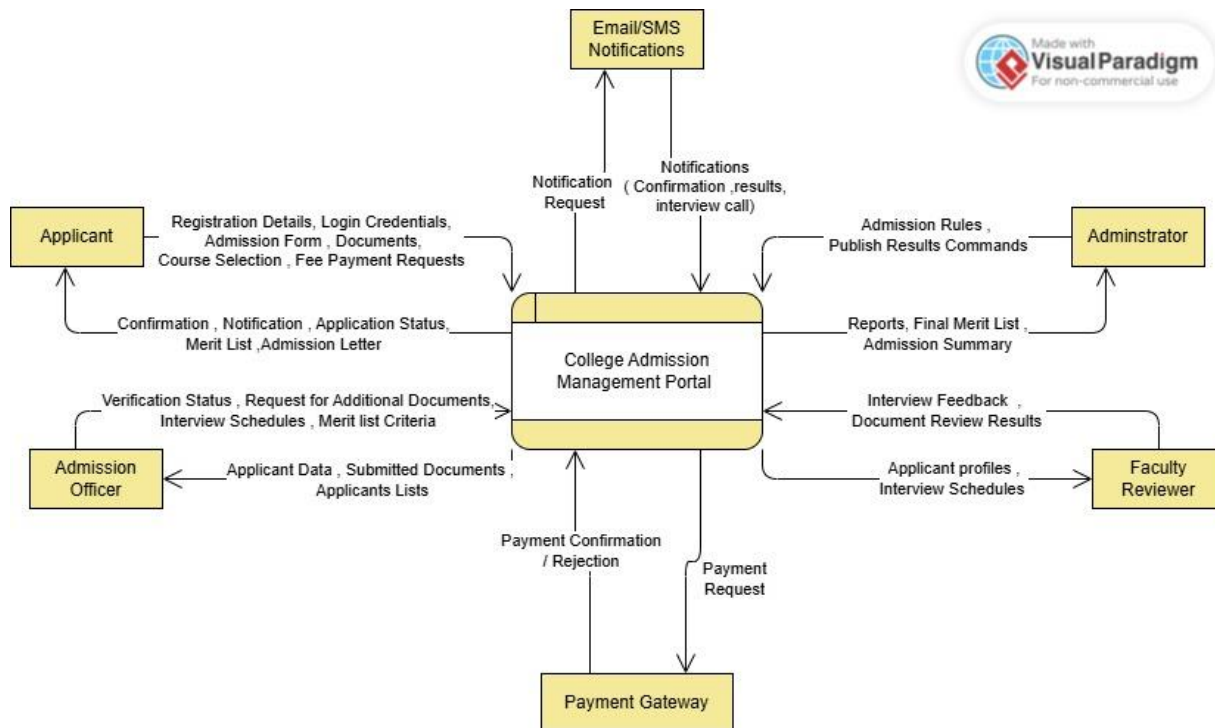 Email/SMS
Notifications
Made with
Visual Paradigm
For non-commercial use
Notification
Request
Notifications
( Confirmation ,results,
interview call)
Applicant
Registration Details, Login Credentials,
Admission Form , Documents,
Course Selection , Fee Payment Requests
Admission Rules ,
Publish Results Commands
Adminstrator
Confirmation , Notification , Application Status,
Merit List ,Admission Letter
College Admission
Management Portal
Reports, Final Merit List ,
Admission Summary
Verification Status , Request for Additional Documents,
Interview Schedules , Merit list Criteria
Interview Feedback ,
Document Review Results
Admission
Officer
Applicant Data , Submitted Documents ,
Applicants Lists
Applicant profiles ,
Interview Schedules
Faculty
Reviewer
Payment Confirmation
/ Rejection
Payment
Request
Payment Gateway